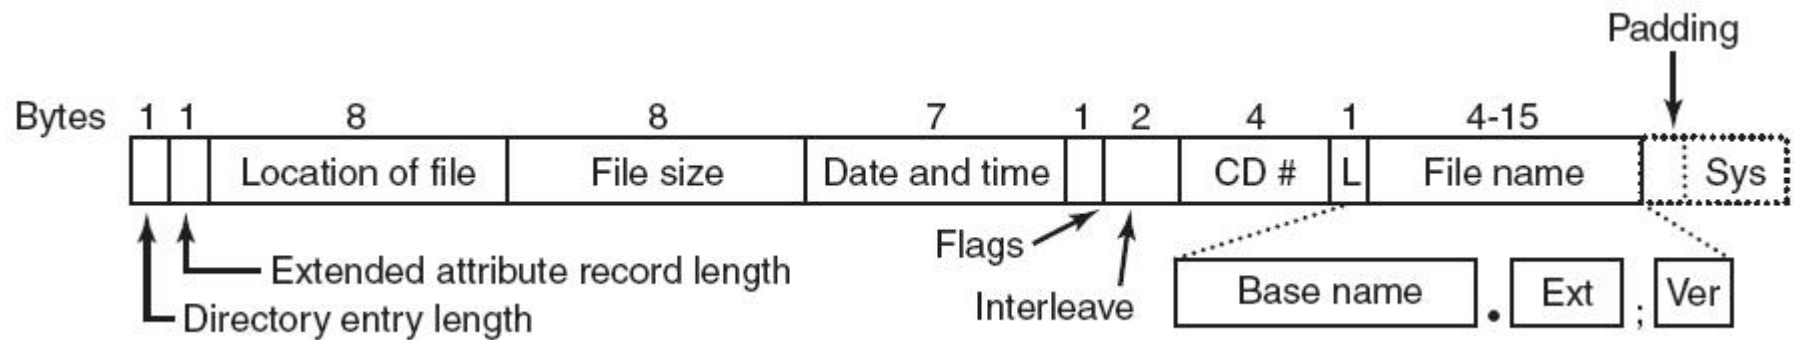 Padding
Bytes 1 1 8 8 7 1 2 4 1 4-15
Location of file File size Date and time CD # L File name Sys
Flags
Extended attribute record length
Interleave
Base name . Ext ; Ver
Directory entry length